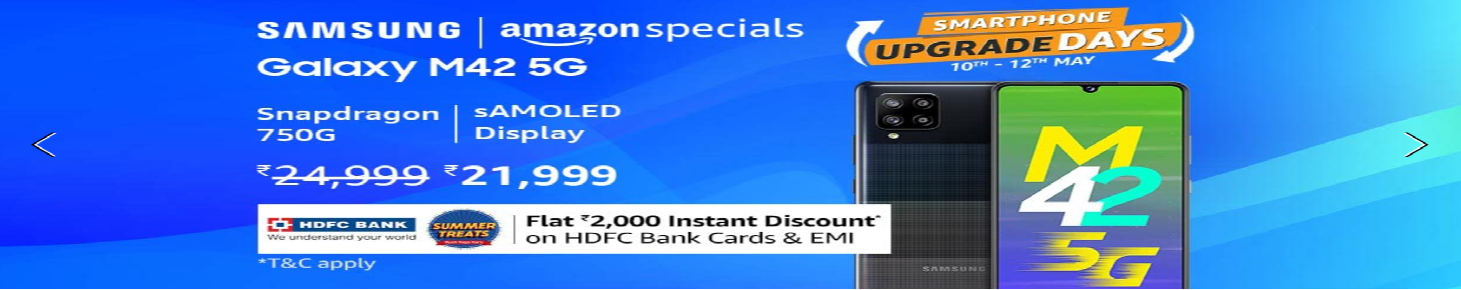 SAMSUNG | amazon specials
Galaxy M42 5G
Snapdragon 750G | sAMOLED Display
₹24,999 ₹21,999
HDFC BANK
We understand your world
SUMMER TREATS
Flat ₹2,000 Instant Discount*
on HDFC Bank Cards & EMI
*T&C apply
SMARTPHONE
UPGRADE DAYS
10TH - 12TH MAY
SAMSUNG
M
42
5G